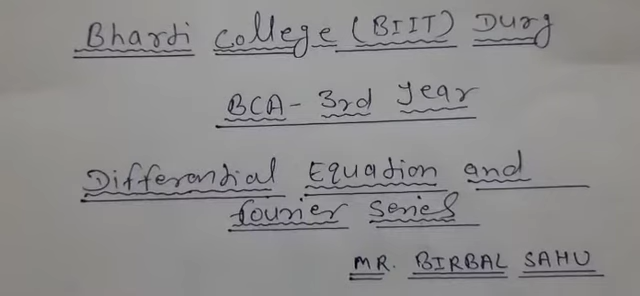 Bharti College (BIIT) Durg
BCA - 3rd Year
Differential Equation and
fourier series
MR. BIRBAL SAHU